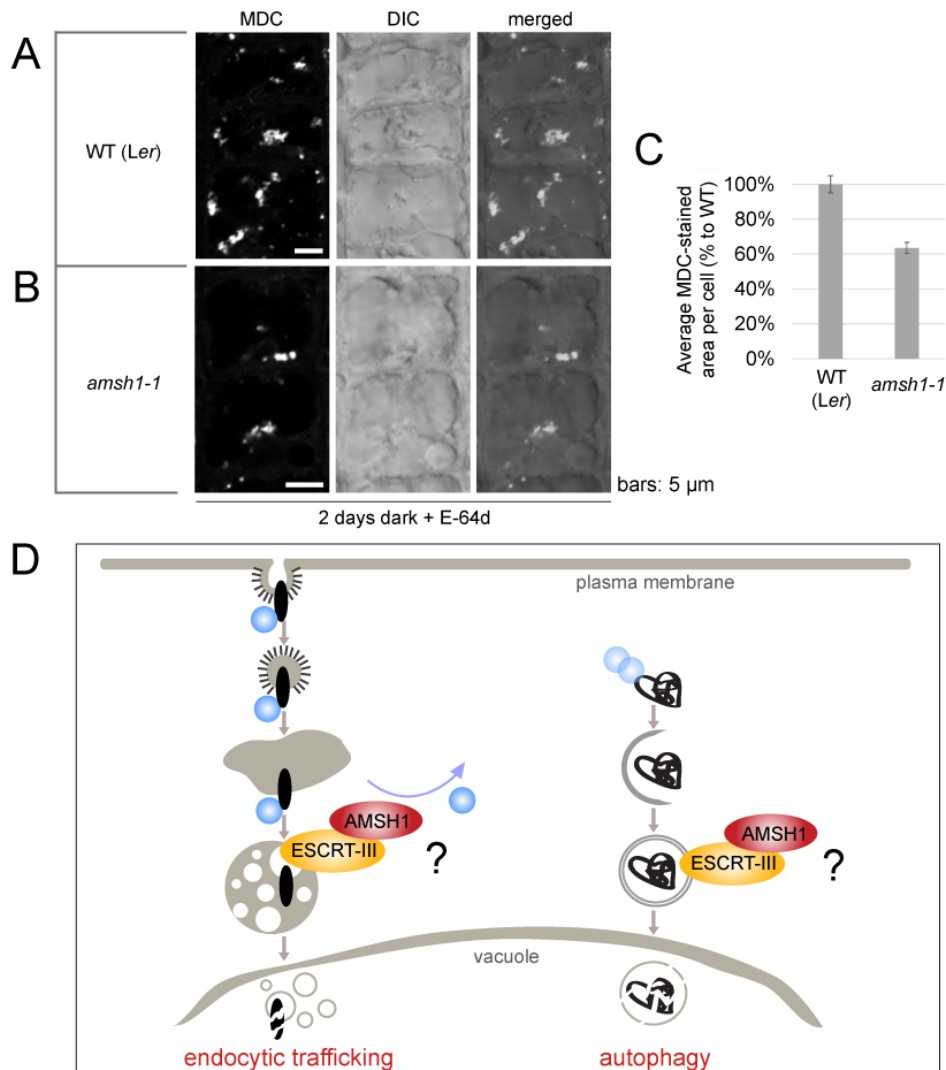 MDC DIC merged
A
WT (Ler)
B
amsh1-1
bars: 5 µm
2 days dark + E-64d
C
Average MDC-stained
area per cell (% to WT)
100%
80%
60%
40%
20%
0%
WT
(Ler)
amsh1-1
D
plasma membrane
AMSH1
ESCRT-III
?
AMSH1
ESCRT-III
?
vacuole
endocytic trafficking
autophagy